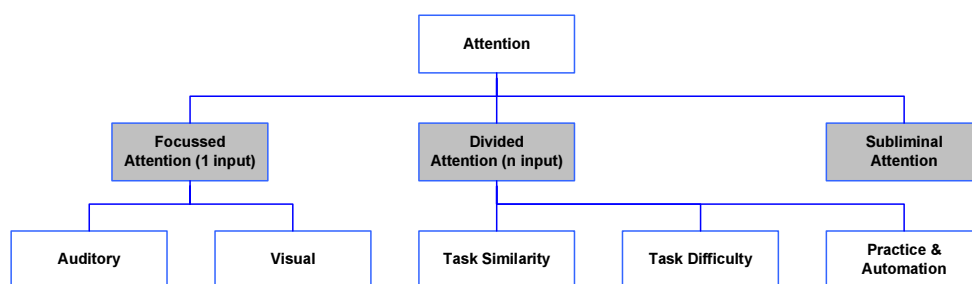 Attention
Focussed
Attention (1 input)
Divided
Attention (n input)
Subliminal
Attention
Auditory
Visual
Task Similarity
Task Difficulty
Practice &
Automation